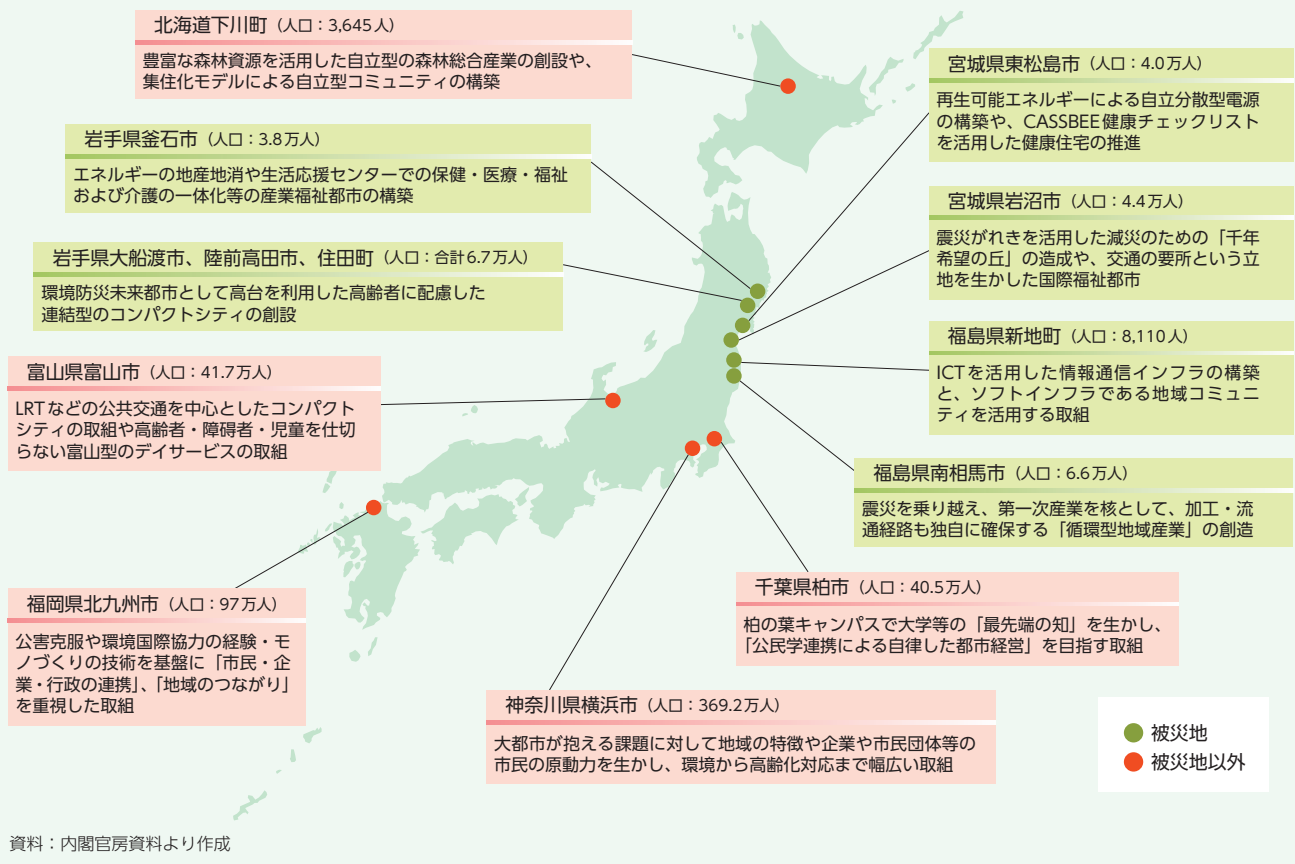 北海道下川町（人口：3,645人）
豊富な森林資源を活用した自立型の森林総合産業の創設や、
集住化モデルによる自立型コミュニティの構築
岩手県釜石市（人口：3.8万人）
エネルギーの地産地消や生活応援センターでの保健・医療・福祉
および介護の一体化等の産業福祉都市の構築
岩手県大船渡市、陸前高田市、住田町（人口：合計6.7万人）
環境防災未来都市として高台を利用した高齢者に配慮した
連結型のコンパクトシティの創設
富山県富山市（人口：41.7万人）
LRTなどの公共交通を中心としたコンパクト
シティの取組や高齢者・障碍者・児童を仕切
らない富山型のデイサービスの取組
福岡県北九州市（人口：97万人）
公害克服や環境国際協力の経験・モ
ノづくりの技術を基盤に「市民・企
業・行政の連携」、「地域のつながり」
を重視した取組
宮城県東松島市（人口：4.0万人）
再生可能エネルギーによる自立分散型電源
の構築や、CASSBEE健康チェックリスト
を活用した健康住宅の推進
宮城県岩沼市（人口：4.4万人）
震災がれきを活用した減災のための「千年
希望の丘」の造成や、交通の要所という立
地を生かした国際福祉都市
福島県新地町（人口：8,110人）
ICTを活用した情報通信インフラの構築
と、ソフトインフラである地域コミュニ
ティを活用する取組
福島県南相馬市（人口：6.6万人）
震災を乗り越え、第一次産業を核として、加工・流
通経路も独自に確保する「循環型地域産業」の創造
千葉県柏市（人口：40.5万人）
柏の葉キャンパスで大学等の「最先端の知」を生かし、
「公民学連携による自律した都市経営」を目指す取組
神奈川県横浜市（人口：369.2万人）
大都市が抱える課題に対して地域の特徴や企業や市民団体等の
市民の原動力を生かし、環境から高齢化対応まで幅広い取組
被災地
被災地以外
資料：内閣官房資料より作成